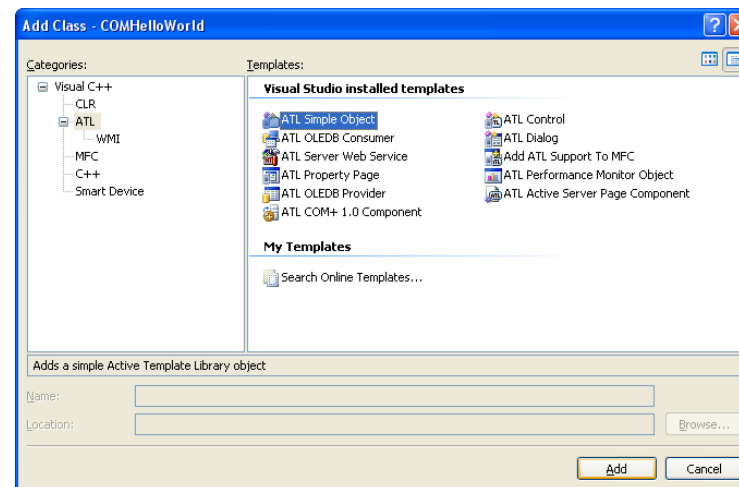 Add Class - COMHelloWorld
Categories:
Templates:
Visual C++
CLR
ATL
WMI
MFC
C++
Smart Device
Visual Studio installed templates
ATL Simple Object
ATL OLEDB Consumer
ATL Server Web Service
ATL Property Page
ATL OLEDB Provider
ATL COM+ 1.0 Component
ATL Control
ATL Dialog
Add ATL Support To MFC
ATL Performance Monitor Object
ATL Active Server Page Component
My Templates
Search Online Templates...
Adds a simple Active Template Library object
Name:
Location:
Browse...
Add
Cancel